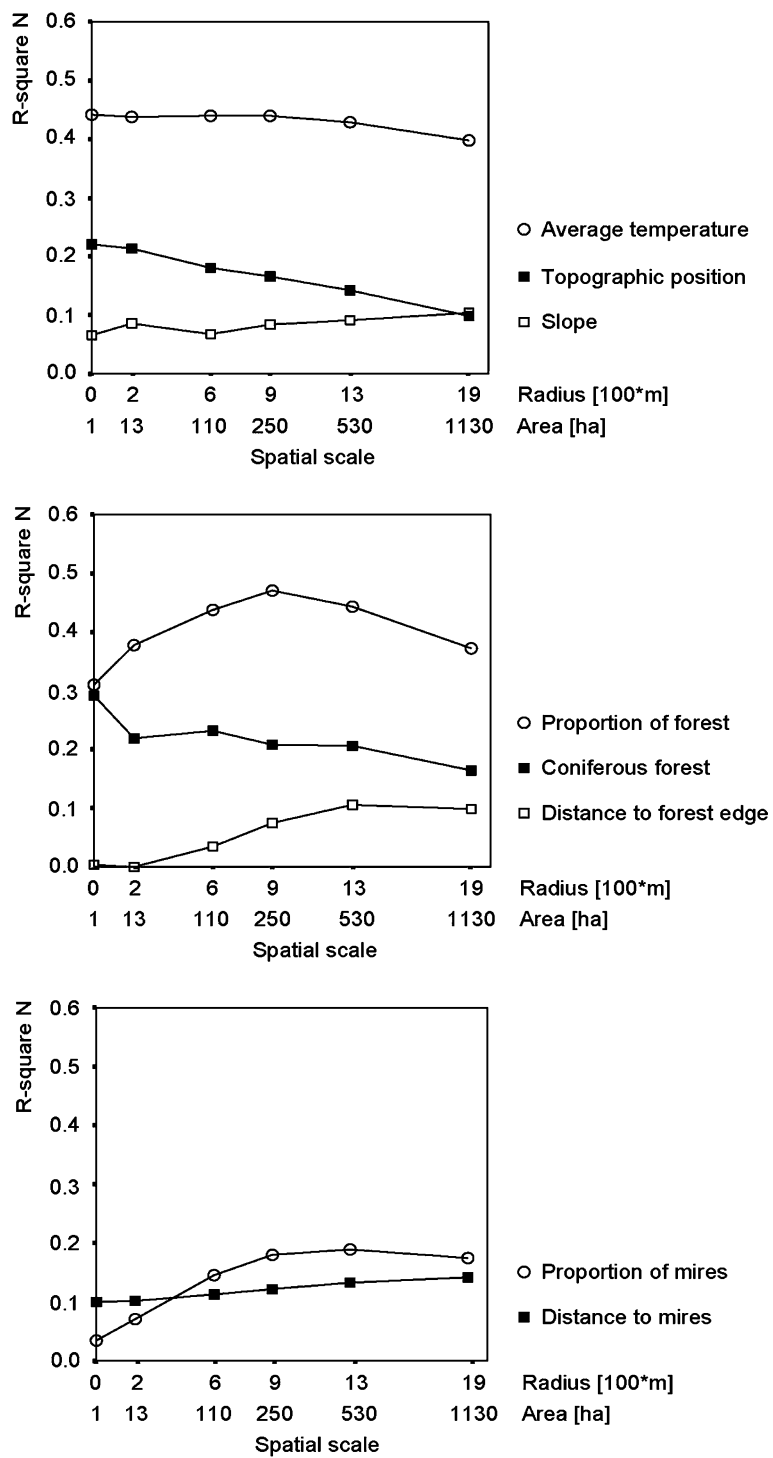 R-square N
0.6
0.5
0.4
0.3
0.2
0.1
0.0
Average temperature
Topographic position
Slope
0 2 6 9 13 19 Radius [100*m]
1 13 110 250 530 1130 Area [ha]
Spatial scale
R-square N
0.6
0.5
0.4
0.3
0.2
0.1
0.0
Proportion of forest
Coniferous forest
Distance to forest edge
0 2 6 9 13 19 Radius [100*m]
1 13 110 250 530 1130 Area [ha]
Spatial scale
R-square N
0.6
0.5
0.4
0.3
0.2
0.1
0.0
Proportion of mires
Distance to mires
0 2 6 9 13 19 Radius [100*m]
1 13 110 250 530 1130 Area [ha]
Spatial scale